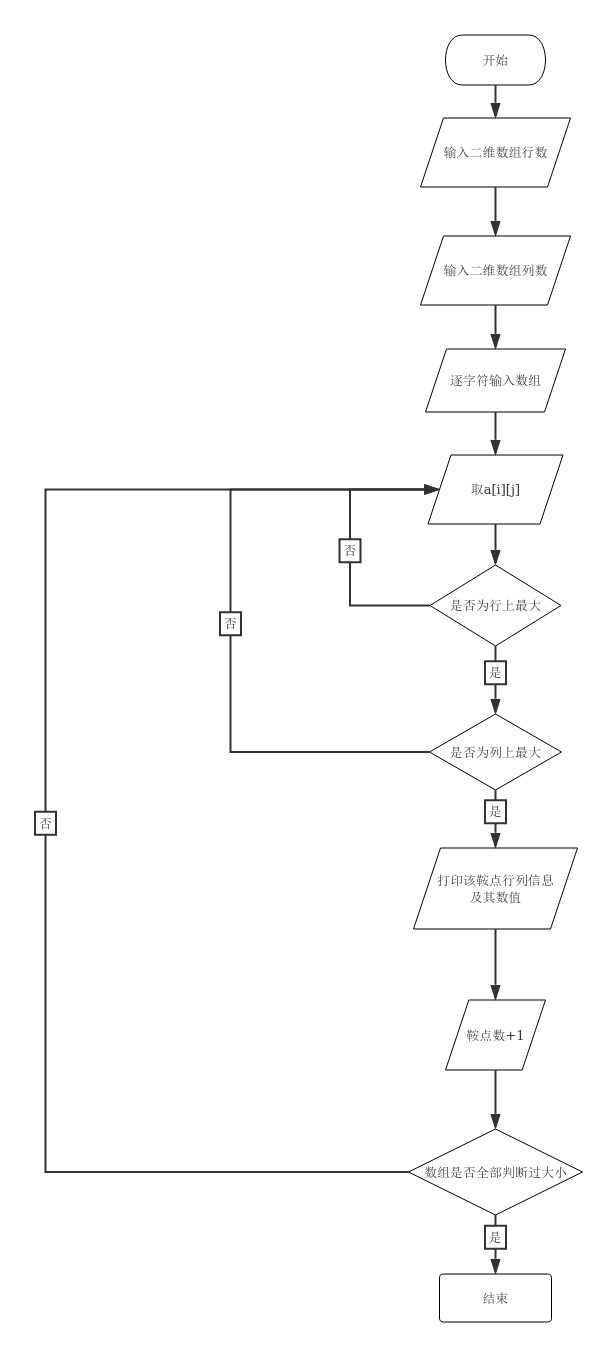 开始
输入二维数组行数
输入二维数组列数
逐字符输入数组
取a[i][j]
否
是否为行上最大
否
是
是否为列上最大
是
否
打印该鞍点行列信息
及其数值
鞍点数+1
数组是否全部判断过大小
是
结束